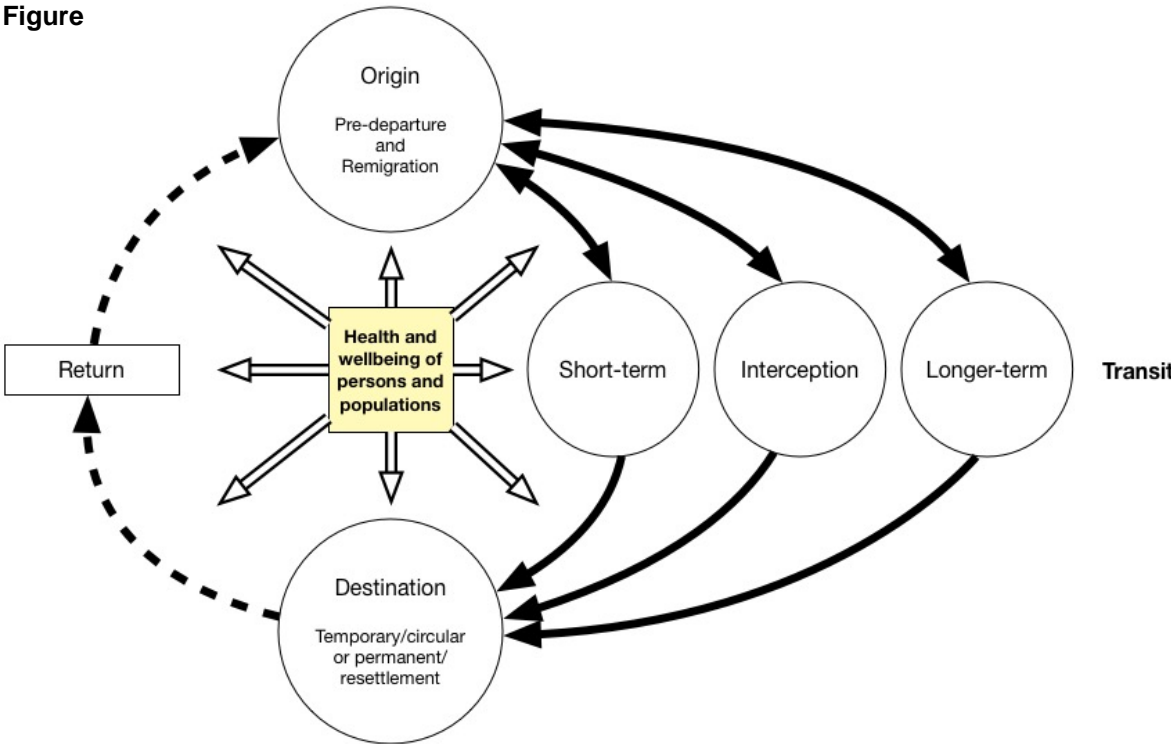 Figure
Origin
Pre-departure
and
Remigration
Return
Health and
wellbeing of
persons and
populations
Short-term
Interception
Longer-term
Transit
Destination
Temporary/circular
or permanent/
resettlement